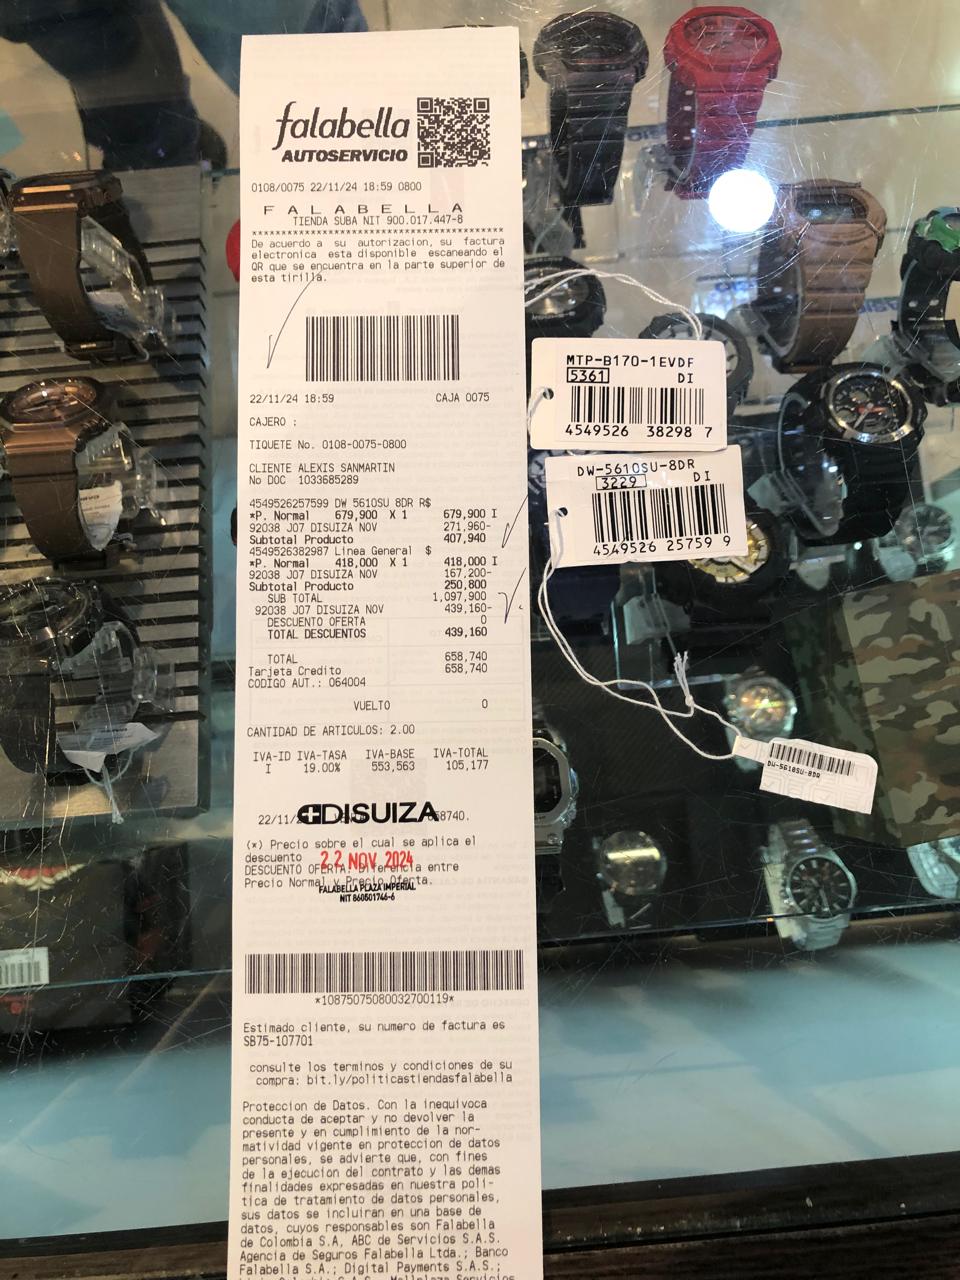 falabella
AUTOSERVICIO
0108/0075 22/11/24 18:59 0800
F A L A B E L L A
TIENDA SUBA NIT 900.017.447-8
*******************************************
De acuerdo a su autorizacion, su factura
electronica esta disponible escaneando el
QR que se encuentra en la parte superior de
esta tirilla.
22/11/24 18:59 CAJA 0075
CAJERO :
TIQUETE No. 0108-0075-0800
CLIENTE ALEXIS SANMARTIN
No DOC 1033685289
4549526257599 DW 5610SU 8DR R$
*P. Normal 679,900 X 1 679,900 I
92038 J07 DISUIZA NOV 271,960-
Subtotal Producto 407,940
4549526382987 Linea General $
*P. Normal 418,000 X 1 418,000 I
92038 J07 DISUIZA NOV 167,200-
Subtotal Producto 250,800
SUB TOTAL 1,097,900
92038 J07 DISUIZA NOV 439,160-
DESCUENTO OFERTA 0
TOTAL DESCUENTOS 439,160
TOTAL 658,740
Tarjeta Credito 658,740
CODIGO AUT.: 064004
VUELTO 0
CANTIDAD DE ARTICULOS: 2.00
IVA-ID IVA-TASA IVA-BASE IVA-TOTAL
I 19.00% 553,563 105,177
22/11/ DISUIZA 58740.
(*) Precio sobre el cual se aplica el
descuento 22 NOV 2024
DESCUENTO OFERTA: Diferencia entre
Precio Normal y Precio Oferta.
FALABELLA PLAZA IMPERIAL
NIT 860501746-6
*10875075080032700119*
Estimado cliente, su numero de factura es
SB75-107701
consulte los terminos y condiciones de su
compra: bit.ly/politicastiendasfalabella
Proteccion de Datos. Con la inequivoca
conducta de aceptar y no devolver la
presente y en cumplimiento de la nor-
matividad vigente en proteccion de datos
personales, se advierte que, con fines
de la ejecucion del contrato y las demas
finalidades expresadas en nuestra poli-
tica de tratamiento de datos personales,
sus datos se incluiran en una base de
datos, cuyos responsables son Falabella
de Colombia S.A, ABC de Servicios S.A.S.
Agencia de Seguros Falabella Ltda.; Banco
Falabella S.A.; Digital Payments S.A.S.;
MTP-B170-1EVDF
5361 DI
4549526 38298 7
DW-5610SU-8DR
3229 DI
4549526 25759 9
DW-5610SU-8DR